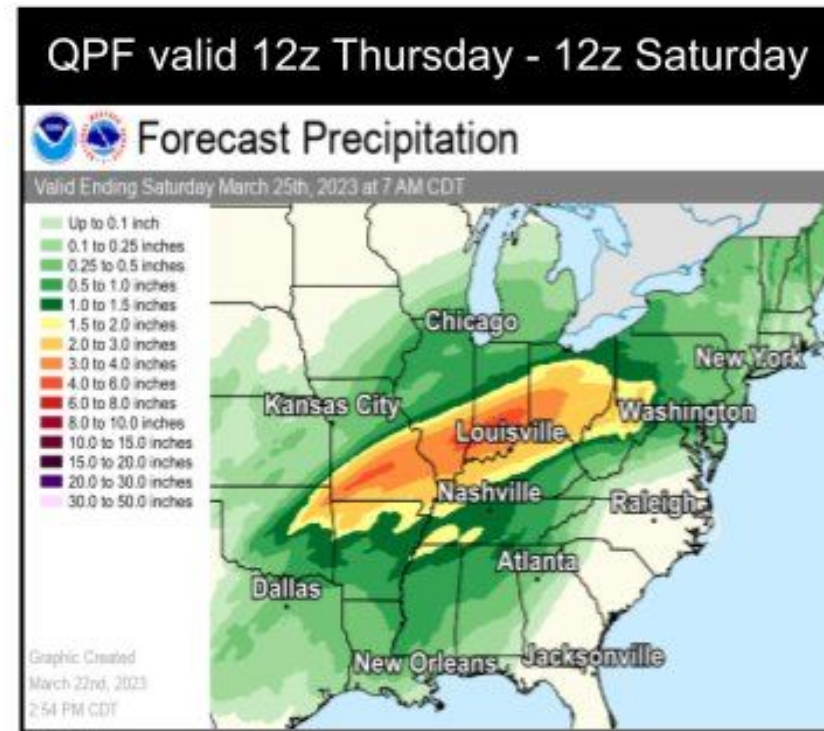 QPF valid 12z Thursday - 12z Saturday
Forecast Precipitation
Valid Ending Saturday March 25th, 2023 at 7 AM CDT
Up to 0.1 inch
0.1 to 0.25 inches
0.25 to 0.5 inches
0.5 to 1.0 inches
1.0 to 1.5 inches
1.5 to 2.0 inches
2.0 to 3.0 inches
3.0 to 4.0 inches
4.0 to 6.0 inches
6.0 to 8.0 inches
8.0 to 10.0 inches
10.0 to 15.0 inches
15.0 to 20.0 inches
20.0 to 30.0 inches
30.0 to 50.0 inches
Chicago
New York
Kansas City
Washington
Louisville
Nashville
Raleigh
Atlanta
Dallas
New Orleans
Jacksonville
Graphic Created
March 22nd, 2023
2:54 PM CDT